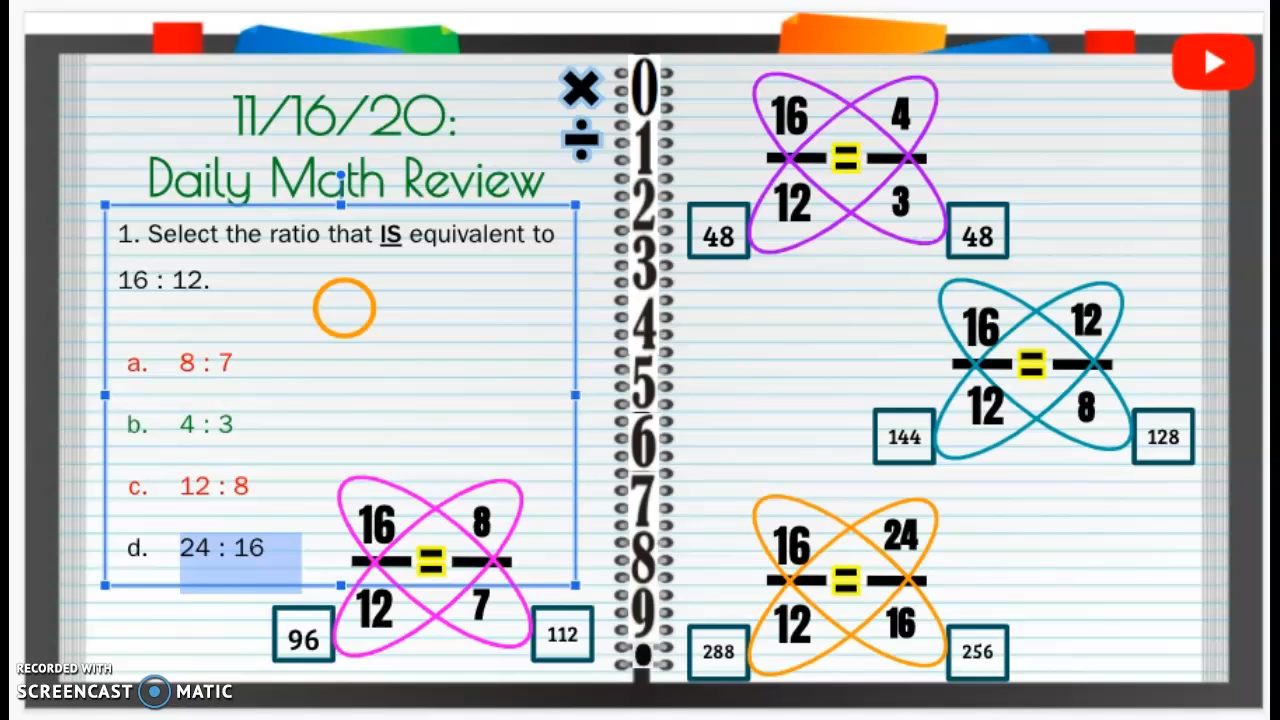 11/16/20:
Daily Math Review
×
÷
1. Select the ratio that IS equivalent to
16 : 12.
a. 8 : 7
b. 4 : 3
c. 12 : 8
d. 24 : 16
16 = 8
12 7
96 112
0
1
2
3
4
5
6
7
8
9
.
16 = 4
12 3
48 48
16 = 12
12 8
144 128
16 = 24
12 16
288 256
RECORDED WITH
SCREENCAST MATIC